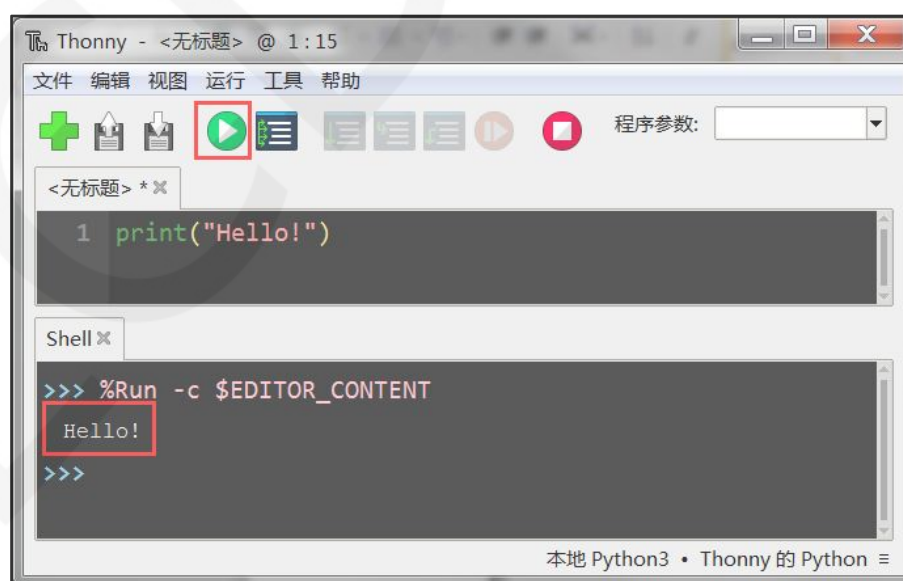 Thonny - <无标题> @ 1:15
文件 编辑 视图 运行 工具 帮助
程序参数:
<无标题> *
1 print("Hello!")
Shell
>>> %Run -c $EDITOR_CONTENT
Hello!
>>>
本地 Python3 • Thonny 的 Python ≡